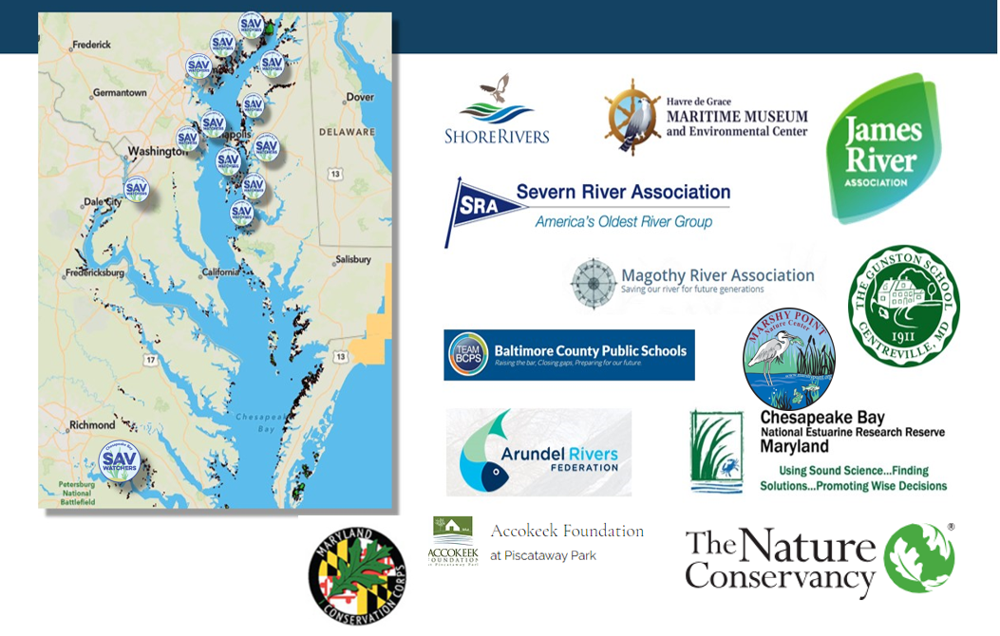 Frederick
Germantown
Washington
Dale City
Fredericksburg
California
Richmond
Petersburg
National
Battlefield
Dover
DELAWARE
13
Salisbury
13
17
Chesapeake
Bay
apolis
SAV
WATCHERS
SAV
WATCHERS
SAV
WATCHERS
SAV
WATCHERS
SAV
WATCHERS
SAV
WATCHERS
SAV
WATCHERS
SAV
WATCHERS
SAV
WATCHERS
SAV
WATCHERS
SAV
WATCHERS
SAV
WATCHERS
Chesapeake Bay
SAV
WATCHERS
SHORERIVERS
Havre de Grace
MARITIME MUSEUM
and Environmental Center
James
River
ASSOCIATION
SRA
Severn River Association
America's Oldest River Group
Magothy River Association
Saving our river for future generations
THE GUNSTON SCHOOL
1911
CENTREVILLE, MD
MARSHY POINT
Nature Center
TEAM
BCPS
Baltimore County Public Schools
Raising the bar, Closing gaps, Preparing for our future.
Arundel Rivers
FEDERATION
Chesapeake Bay
National Estuarine Research Reserve
Maryland
Using Sound Science...Finding
Solutions...Promoting Wise Decisions
MARYLAND
CONSERVATION CORPS
ACCOKEEK
FOUNDATION
at Piscataway Park
Accokeek Foundation
at Piscataway Park
The Nature
Conservancy
®